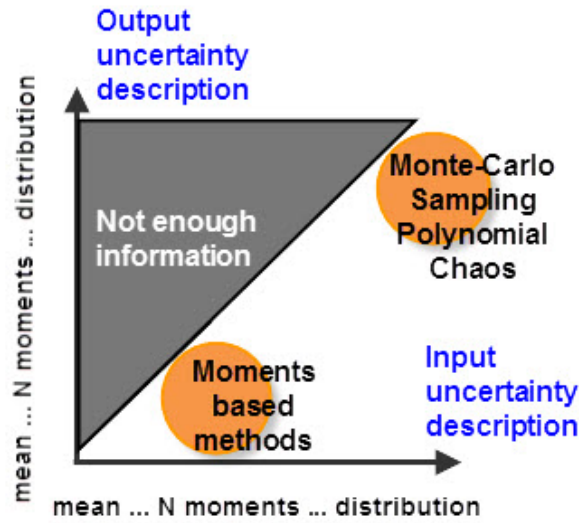 Output
uncertainty
description
mean ... N moments ... distribution
Not enough
information
Monte-Carlo
Sampling
Polynomial
Chaos
Moments
based
methods
Input
uncertainty
description
mean ... N moments ... distribution